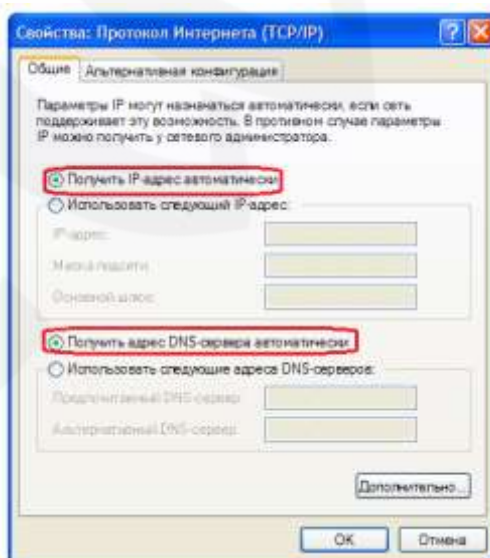 Свойства: Протокол Интернета (TCP/IP)
Общие
Альтернативная конфигурация
Параметры IP могут назначаться автоматически, если сеть
поддерживает эту возможность. В противном случае параметры
IP можно получить у сетевого администратора.
Получить IP-адрес автоматически
Использовать следующий IP-адрес:
IP-адрес:
Маска подсети:
Основной шлюз:
Получить адрес DNS-сервера автоматически
Использовать следующие адреса DNS-серверов:
Предпочитаемый DNS-сервер:
Альтернативный DNS-сервер:
Дополнительно...
OK
Отмена